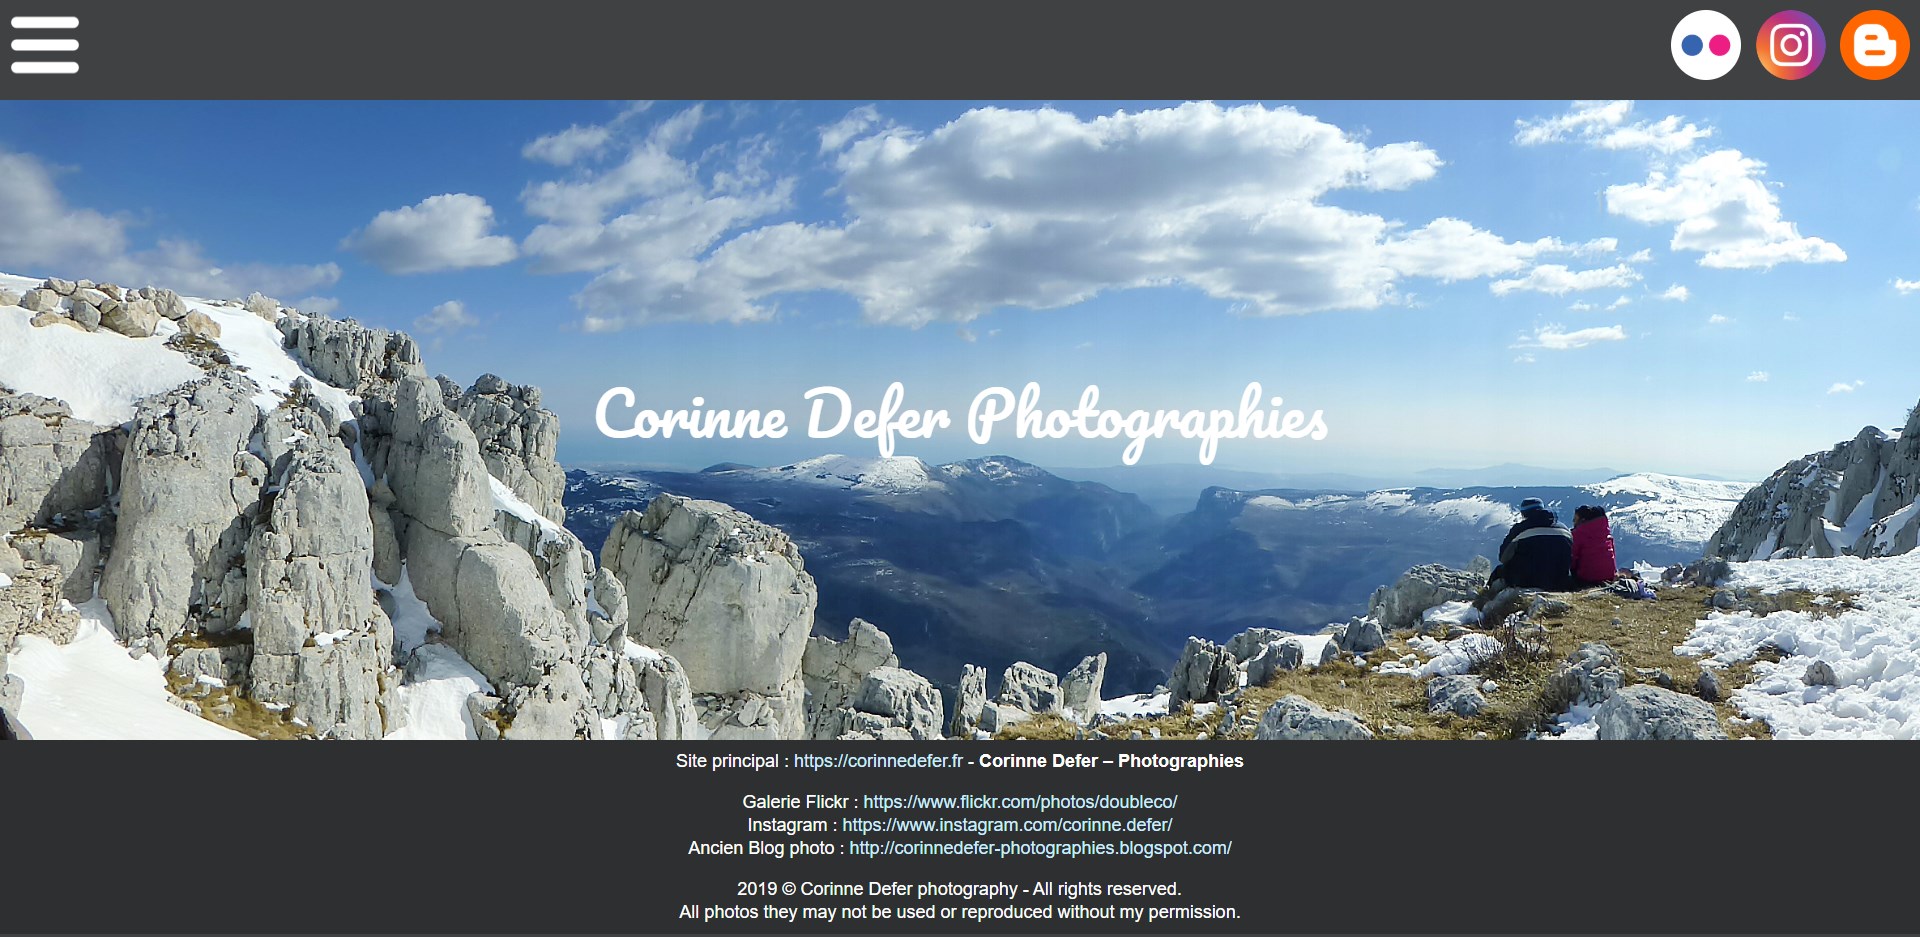 Corinne Defer Photographies
Site principal : https://corinnedefer.fr - Corinne Defer – Photographies
Galerie Flickr : https://www.flickr.com/photos/doubleco/
Instagram : https://www.instagram.com/corinne.defer/
Ancien Blog photo : http://corinnedefer-photographies.blogspot.com/
2019 © Corinne Defer photography - All rights reserved.
All photos they may not be used or reproduced without my permission.